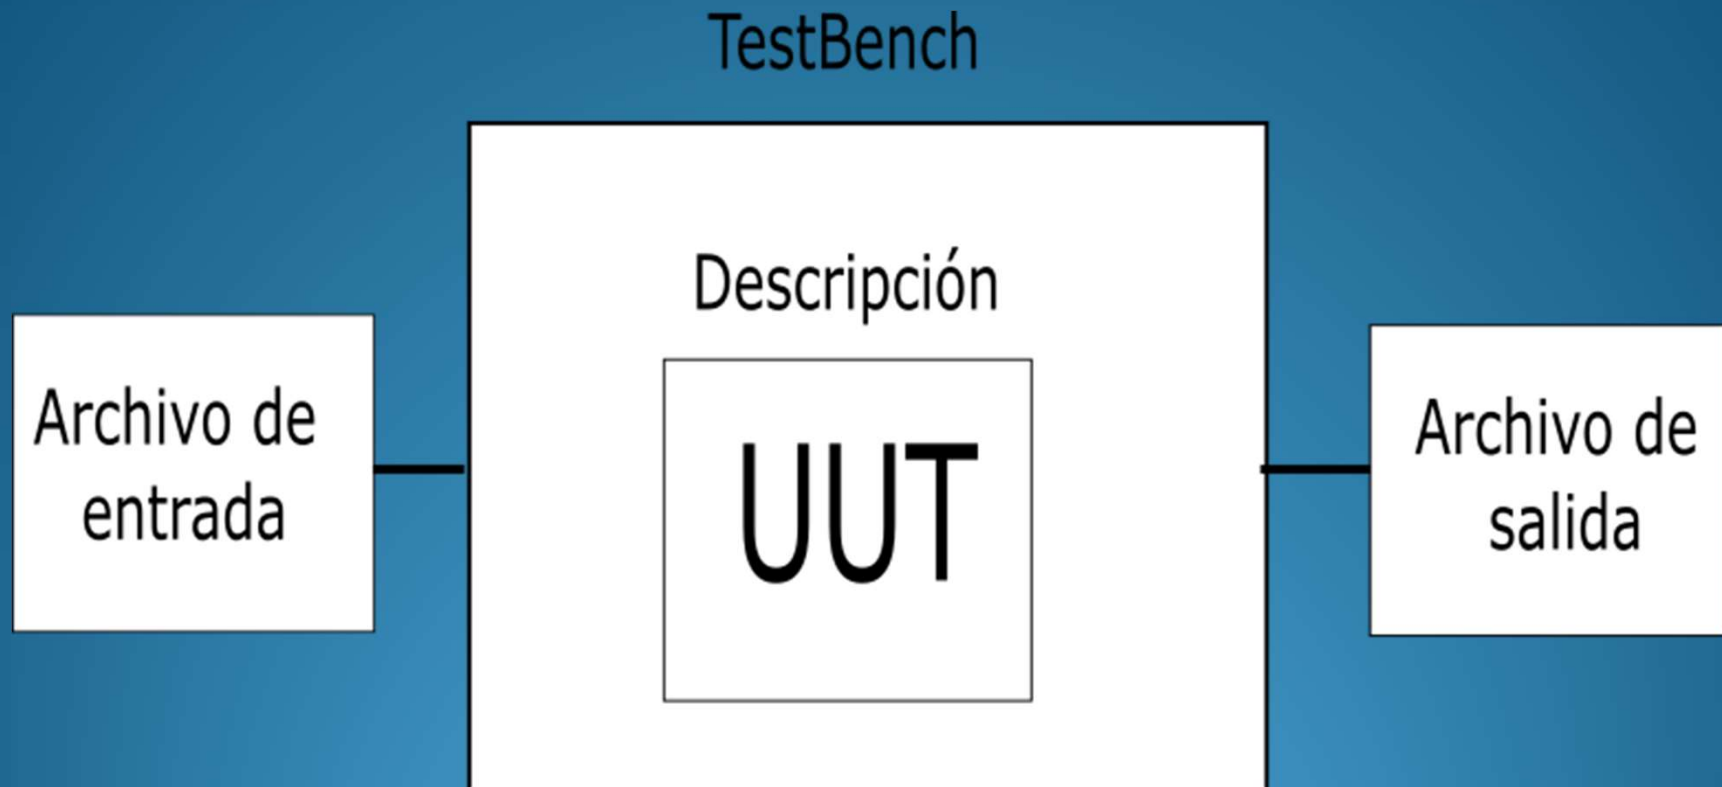 TestBench
Descripción
UUT
Archivo de
entrada
Archivo de
salida